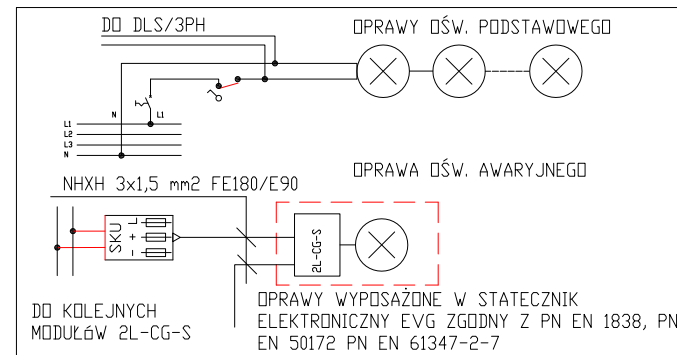 DO DLS/3PH
OPRAWY OŚW. PODSTAWOWEGO
N
L1
L1
L2
L3
N
OPRAWA OŚW. AWARYJNEGO
NHXH 3x1,5 mm2 FE180/E90
SKU
L
+
-
2L-CG-S
DO KOLEJNYCH
MODUŁÓW 2L-CG-S
OPRAWY WYPOSAŻONE W STATECZNIK
ELEKTRONICZNY EVG ZGODNY Z PN EN 1838, PN
EN 50172 PN EN 61347-2-7